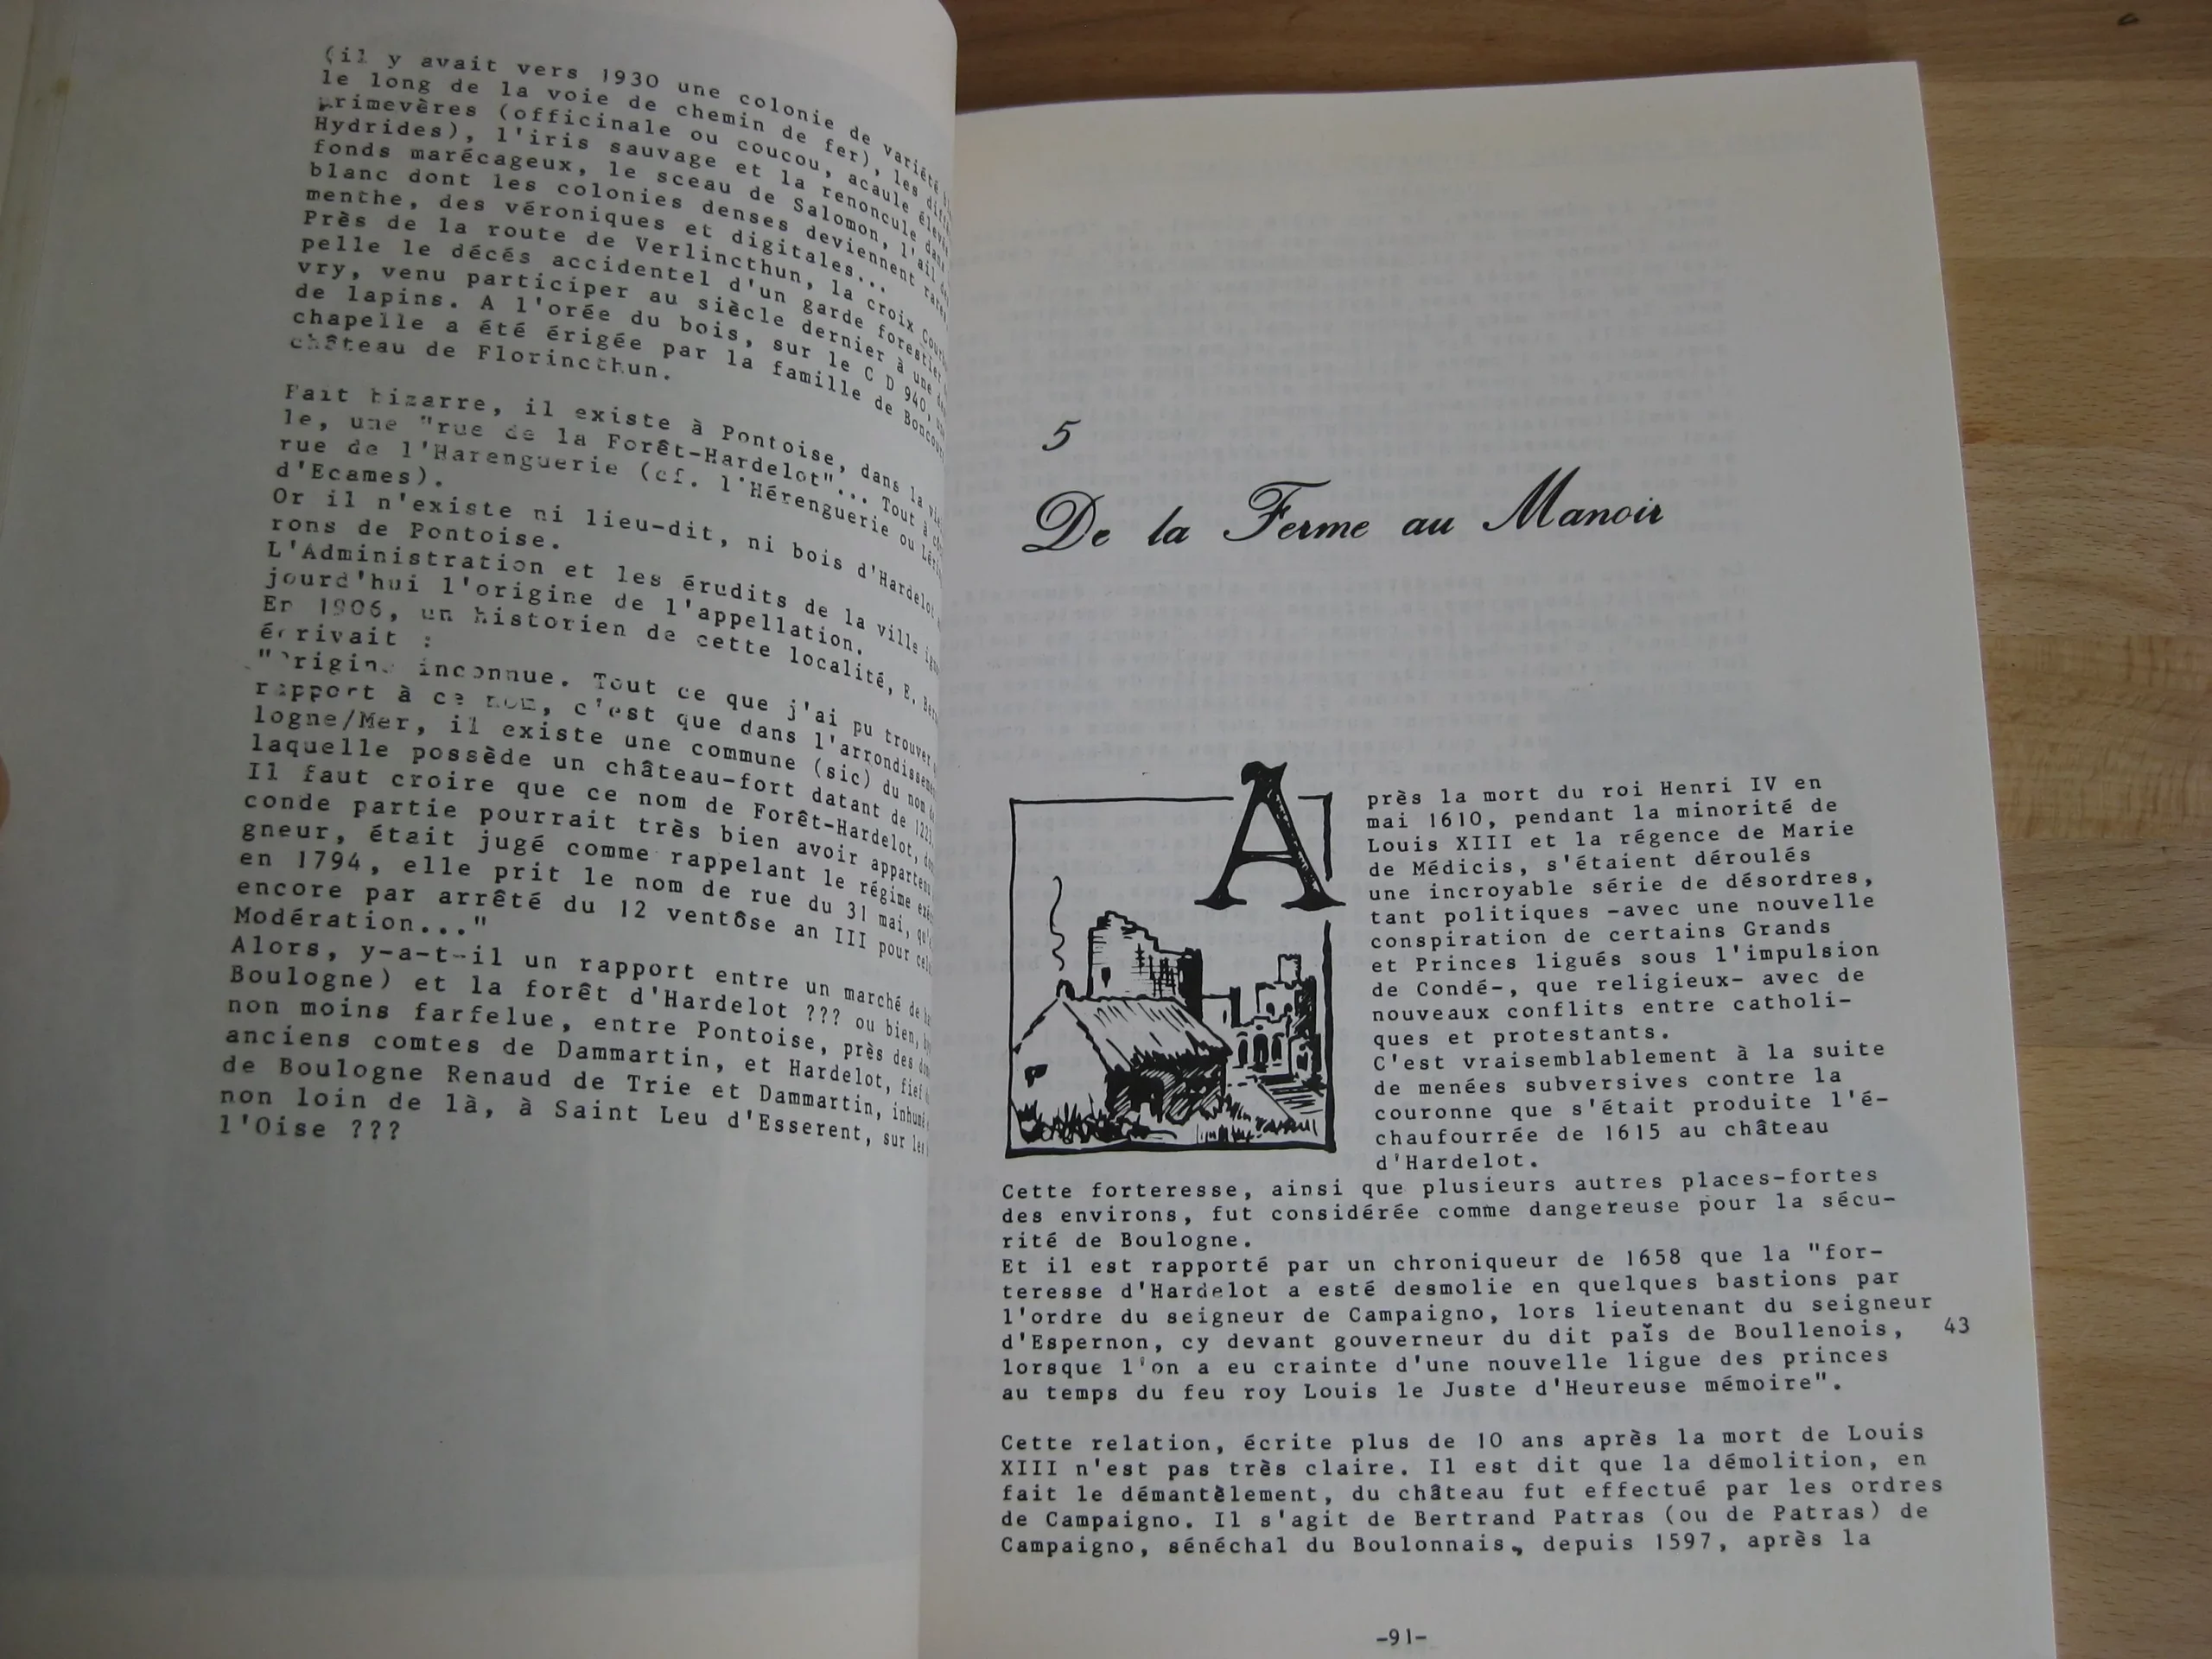 (il y avait vers 1930 une colonie de
le long de la voie de chemin de fer), les
primevères (officinale ou coucou, acaule
Hydrides), l'iris sauvage et la renoncule dans
fonds marécageux, le sceau de Salomon, l'ail des
blanc dont les colonies denses deviennent rares
menthe, des véroniques et digitales...
Près de la route de Verlincthun, la croix
pelle le décés accidentel d'un garde forestier
vry, venu participer au siècle dernier à une
de lapins. A l'orée du bois, sur le C D 940,
chapelle a été érigée par la famille de
château de Florincthun.
Fait bizarre, il existe à Pontoise, dans la
le, une "rue de la Forêt-Hardelot"... Tout à
rue de l'Harenguerie (cf. l'Hérenguerie ou
d'Ecames).
Or il n'existe ni lieu-dit, ni bois d'Hardelot
rons de Pontoise.
L'Administration et les érudits de la ville
jourd'hui l'origine de l'appellation.
En 1906, un historien de cette localité, E.
écrivait :
"Origine inconnue. Tout ce que j'ai pu trouver
rapport à ce nom, c'est que dans l'arrondissement
logne/Mer, il existe une commune (sic) du nom
laquelle possède un château-fort datant de
Il faut croire que ce nom de Forêt-Hardelot,
conde partie pourrait très bien avoir
gneur, était jugé comme rappelant le régime
en 1794, elle prit le nom de rue du 31 mai,
encore par arrêté du 12 ventôse an III pour
Modération..."
Alors, y-a-t-il un rapport entre un marché de
Boulogne) et la forêt d'Hardelot ??? ou bien,
non moins farfelue, entre Pontoise, près des
anciens comtes de Dammartin, et Hardelot, fief
de Boulogne Renaud de Trie et Dammartin,
non loin de là, à Saint Leu d'Esserent, sur les
l'Oise ???
5
De la Ferme au Manoir
A
près la mort du roi Henri IV en
mai 1610, pendant la minorité de
Louis XIII et la régence de Marie
de Médicis, s'étaient déroulés
une incroyable série de désordres,
tant politiques -avec une nouvelle
conspiration de certains Grands
et Princes ligués sous l'impulsion
de Condé-, que religieux- avec de
nouveaux conflits entre catholi-
ques et protestants.
C'est vraisemblablement à la suite
de menées subversives contre la
couronne que s'était produite l'é-
chaufourrée de 1615 au château
d'Hardelot.
Cette forteresse, ainsi que plusieurs autres places-fortes
des environs, fut considérée comme dangereuse pour la sécu-
rité de Boulogne.
Et il est rapporté par un chroniqueur de 1658 que la "for-
teresse d'Hardelot a esté desmolie en quelques bastions par
l'ordre du seigneur de Campaigno, lors lieutenant du seigneur
d'Espernon, cy devant gouverneur du dit païs de Boullenois, 43
lorsque l'on a eu crainte d'une nouvelle ligue des princes
au temps du feu roy Louis le Juste d'Heureuse mémoire".
Cette relation, écrite plus de 10 ans après la mort de Louis
XIII n'est pas très claire. Il est dit que la démolition, en
fait le démantèlement, du château fut effectué par les ordres
de Campaigno. Il s'agit de Bertrand Patras (ou de Patras) de
Campaigno, sénéchal du Boulonnais, depuis 1597, après la
-91-